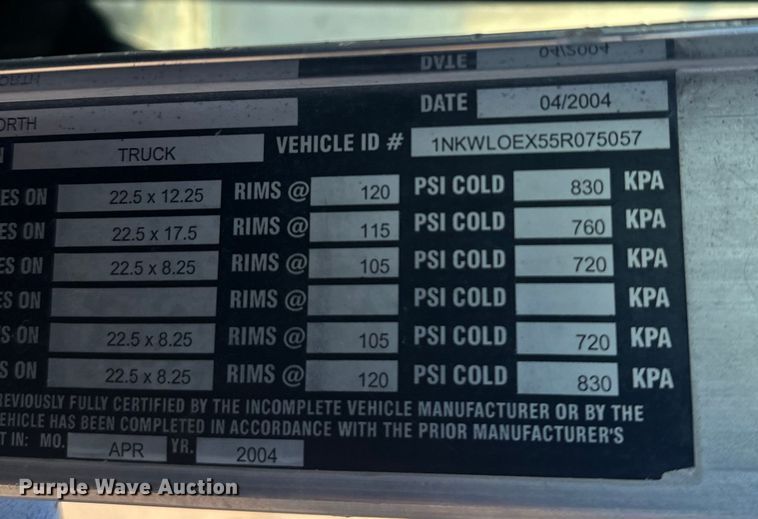 DATE 04/2004
ORTH
TRUCK VEHICLE ID # 1NKWLOEX55R075057
ES ON 22.5 x 12.25 RIMS @ 120 PSI COLD 830 KPA
ES ON 22.5 x 17.5 RIMS @ 115 PSI COLD 760 KPA
ES ON 22.5 x 8.25 RIMS @ 105 PSI COLD 720 KPA
ES ON RIMS @ PSI COLD KPA
S ON 22.5 x 8.25 RIMS @ 105 PSI COLD 720 KPA
S ON 22.5 x 8.25 RIMS @ 120 PSI COLD 830 KPA
REVIOUSLY FULLY CERTIFIED BY THE INCOMPLETE VEHICLE MANUFACTURER OR BY THE
EHICLE HAS BEEN COMPLETED IN ACCORDANCE WITH THE PRIOR MANUFACTURER'S
T IN: MO. APR YR. 2004
Purple Wave Auction